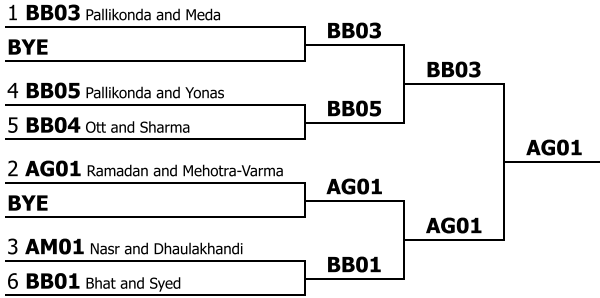 1 BB03 Pallikonda and Meda
BYE
BB03
4 BB05 Pallikonda and Yonas
5 BB04 Ott and Sharma
BB05
BB03
2 AG01 Ramadan and Mehotra-Varma
BYE
AG01
3 AM01 Nasr and Dhaulakhandi
6 BB01 Bhat and Syed
BB01
AG01
AG01